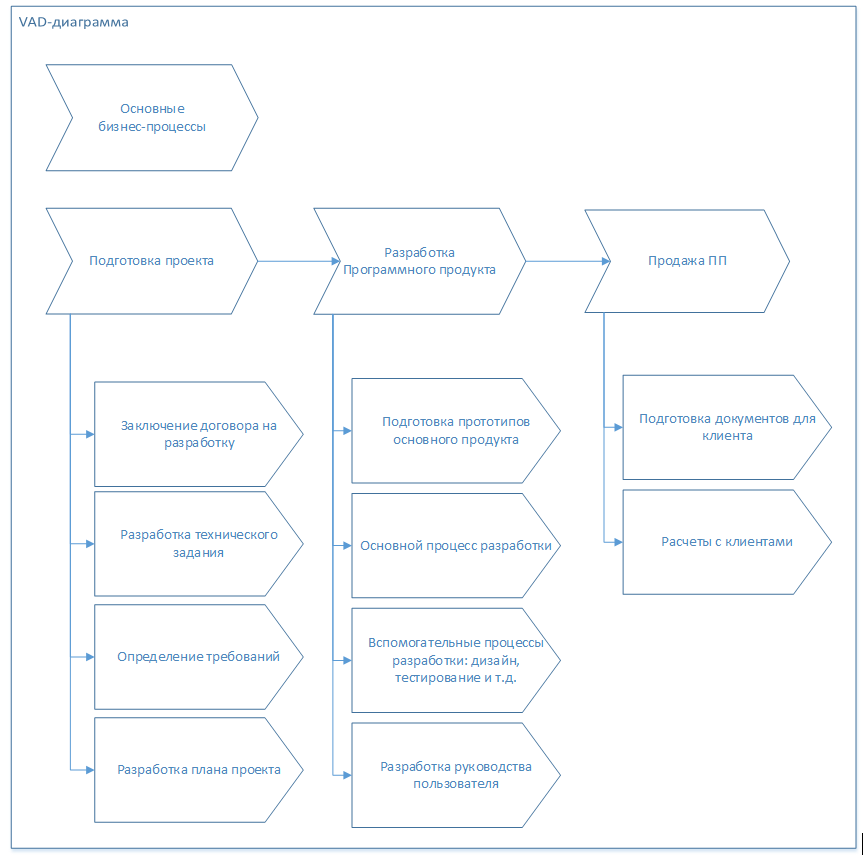 VAD-диаграмма
Основные
бизнес-процессы
Подготовка проекта
Разработка
Программного продукта
Продажа ПП
Заключение договора на
разработку
Разработка технического
задания
Определение требований
Разработка плана проекта
Подготовка прототипов
основного продукта
Основной процесс разработки
Вспомогательные процессы
разработки: дизайн,
тестирование и т.д.
Разработка руководства
пользователя
Подготовка документов для
клиента
Расчеты с клиентами